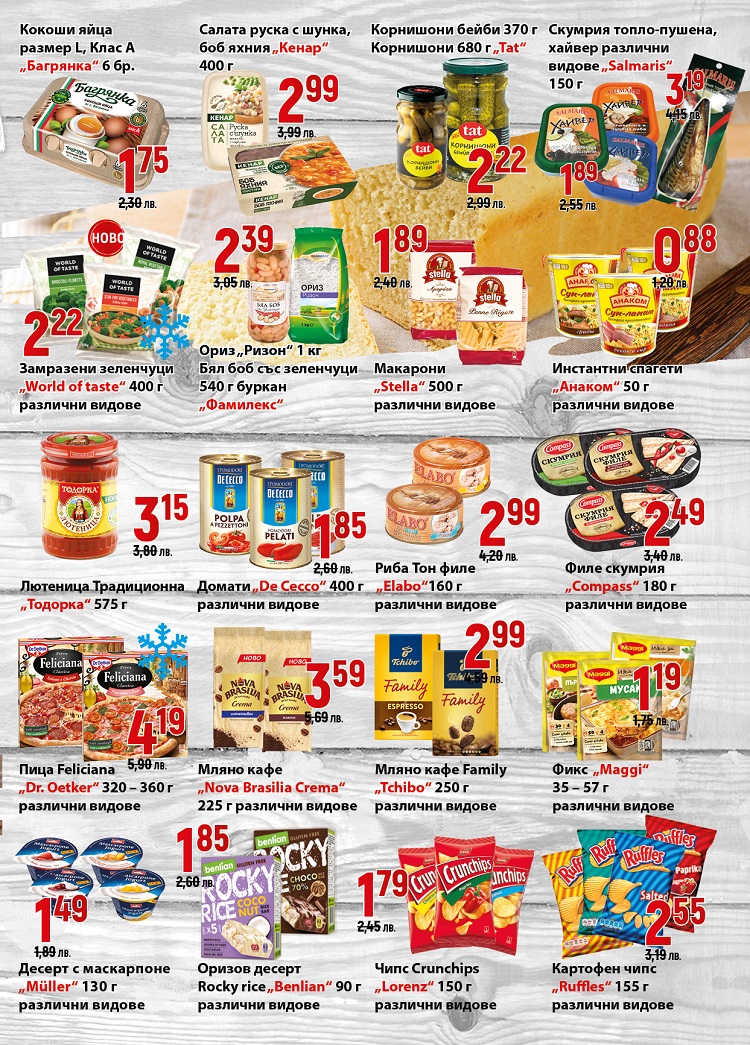 Кокоши яйца
размер L, Клас А
„Багрянка“ 6 бр.
1.75
2,30 лв.
Салата руска с шунка,
боб яхния „Кенар“
400 г
2.99
3,99 лв.
Корнишони бейби 370 г
Корнишони 680 г „Tat“
2.22
2,99 лв.
Скумрия топло-пушена,
хайвер различни
видове „Salmaris“
150 г
3.19
4,15 лв.
1.89
2,55 лв.
НОВО
2.22
Замразени зеленчуци
„World of taste“ 400 г
различни видове
2.39
3,05 лв.
Ориз „Ризон“ 1 кг
Бял боб със зеленчуци
540 г буркан
„Фамилекс“
1.89
2,40 лв.
Макарони
„Stella“ 500 г
различни видове
0.88
1,20 лв.
Инстантни спагети
„Анаком“ 50 г
различни видове
3.15
3,80 лв.
Лютеница Традиционна
„Тодорка“ 575 г
1.85
2,60 лв.
Домати „De Cecco“ 400 г
различни видове
2.99
4,20 лв.
Риба Тон филе
„Elabo“160 г
различни видове
2.49
3,40 лв.
Филе скумрия
„Compass“ 180 г
различни видове
4.19
5,90 лв.
Пица Feliciana
„Dr. Oetker“ 320 – 360 г
различни видове
3.59
5,69 лв.
Мляно кафе
„Nova Brasilia Crema“
225 г различни видове
2.99
4,59 лв.
Мляно кафе Family
„Tchibo“ 250 г
различни видове
1.19
1,75 лв.
Фикс „Maggi“
35 – 57 г
различни видове
1.49
1,89 лв.
Десерт с маскарпоне
„Müller“ 130 г
различни видове
1.85
2,60 лв.
Оризов десерт
Rocky rice „Benlian“ 90 г
различни видове
1.79
2,45 лв.
Чипс Crunchips
„Lorenz“ 150 г
различни видове
2.55
3,19 лв.
Картофен чипс
„Ruffles“ 155 г
различни видове